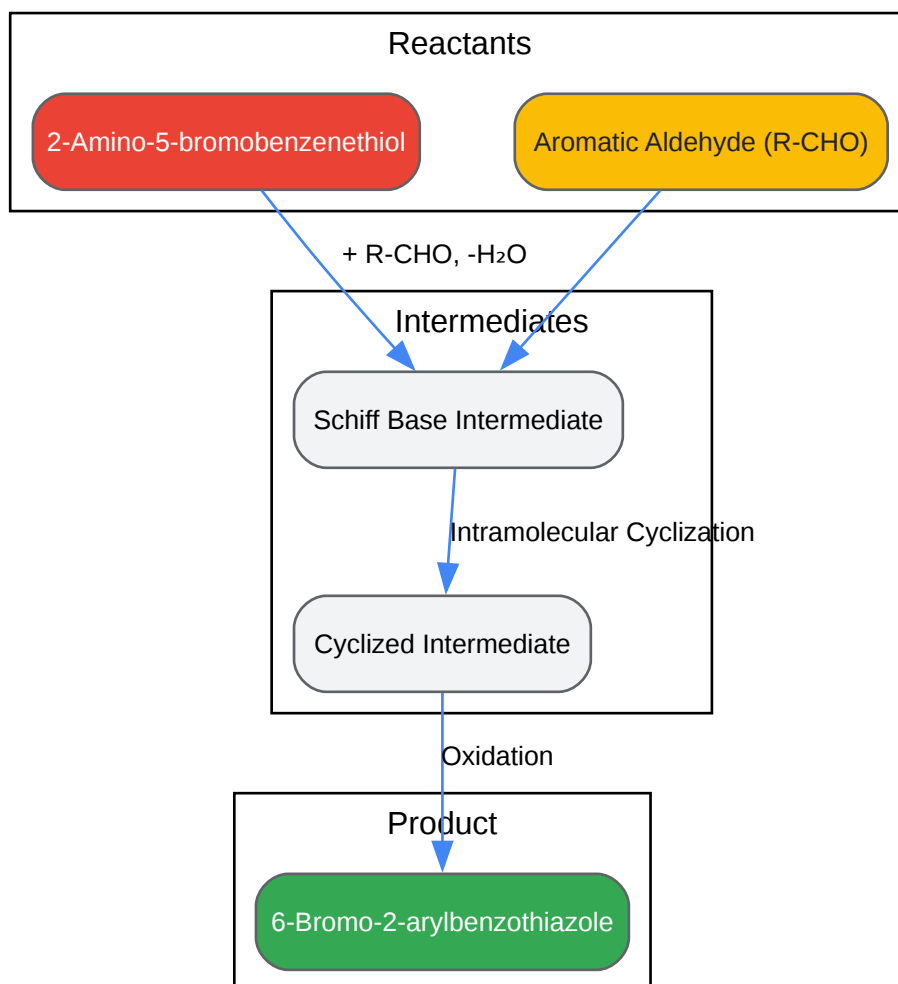 Reactants
2-Amino-5-bromobenzenethiol
Aromatic Aldehyde (R-CHO)
+ R-CHO, -H₂O
Intermediates
Schiff Base Intermediate
Intramolecular Cyclization
Cyclized Intermediate
Oxidation
Product
6-Bromo-2-arylbenzothiazole